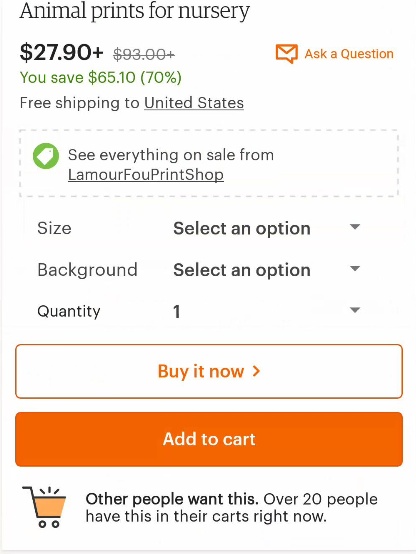 Animal prints for nursery
$27.90+ $93.00+
Ask a Question
You save $65.10 (70%)
Free shipping to United States
See everything on sale from
LamourFouPrintShop
Size Select an option
Background Select an option
Quantity 1
Buy it now >
Add to cart
Other people want this. Over 20 people
have this in their carts right now.